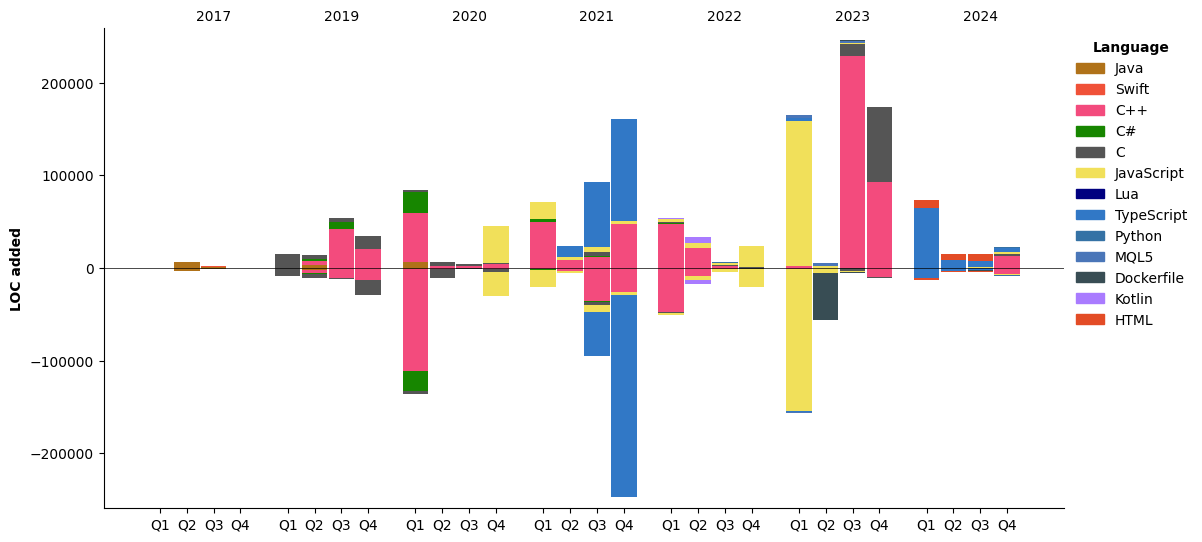 2017 2019 2020 2021 2022 2023 2024
LOC added
200000
100000
0
−100000
−200000
Q1 Q2 Q3 Q4 Q1 Q2 Q3 Q4 Q1 Q2 Q3 Q4 Q1 Q2 Q3 Q4 Q1 Q2 Q3 Q4 Q1 Q2 Q3 Q4 Q1 Q2 Q3 Q4
Language
Java
Swift
C++
C#
C
JavaScript
Lua
TypeScript
Python
MQL5
Dockerfile
Kotlin
HTML